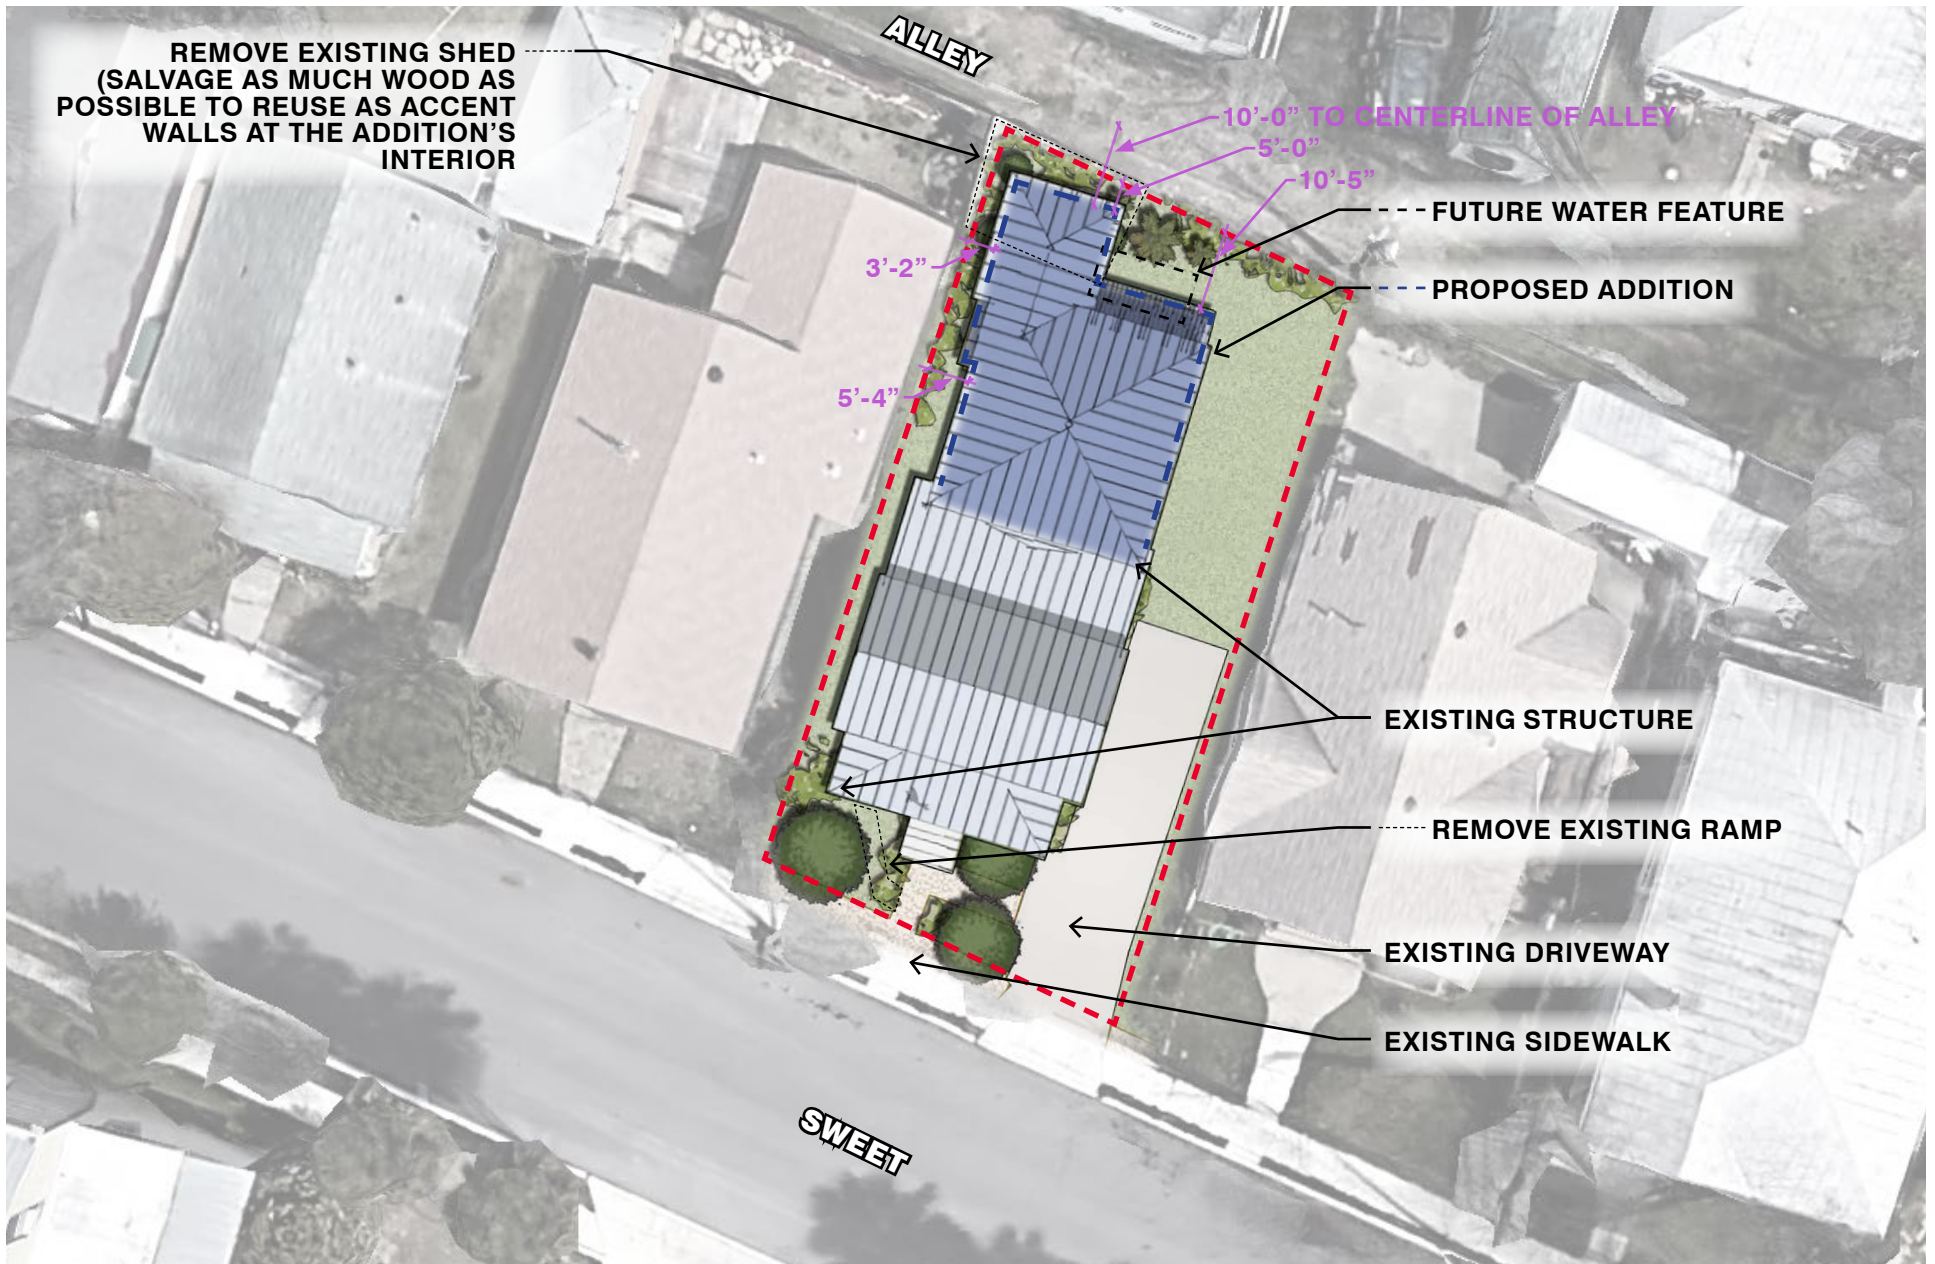 ALLEY
REMOVE EXISTING SHED
(SALVAGE AS MUCH WOOD AS
POSSIBLE TO REUSE AS ACCENT
WALLS AT THE ADDITION’S
INTERIOR
10’-0” TO CENTERLINE OF ALLEY
5’-0”
10’-5”
FUTURE WATER FEATURE
3’-2”
PROPOSED ADDITION
5’-4”
EXISTING STRUCTURE
REMOVE EXISTING RAMP
EXISTING DRIVEWAY
EXISTING SIDEWALK
SWEET